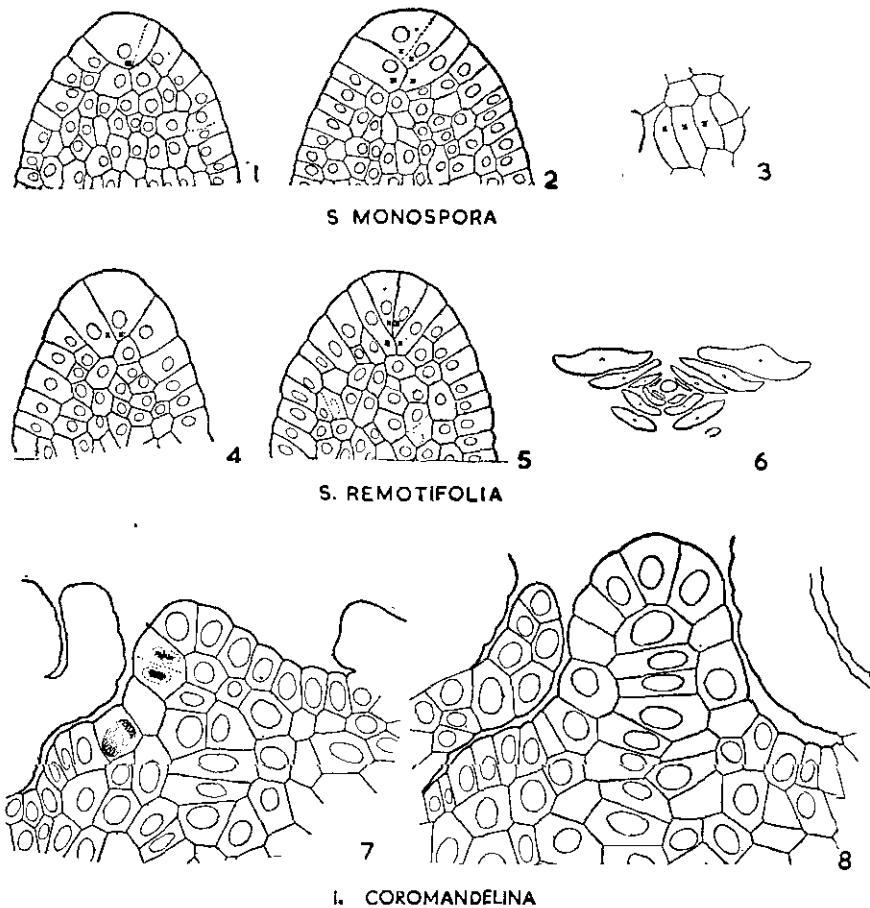 1 2 3
S MONOSPORA
4 5 6
S. REMOTIFOLIA
7 8
I. COROMANDELINA